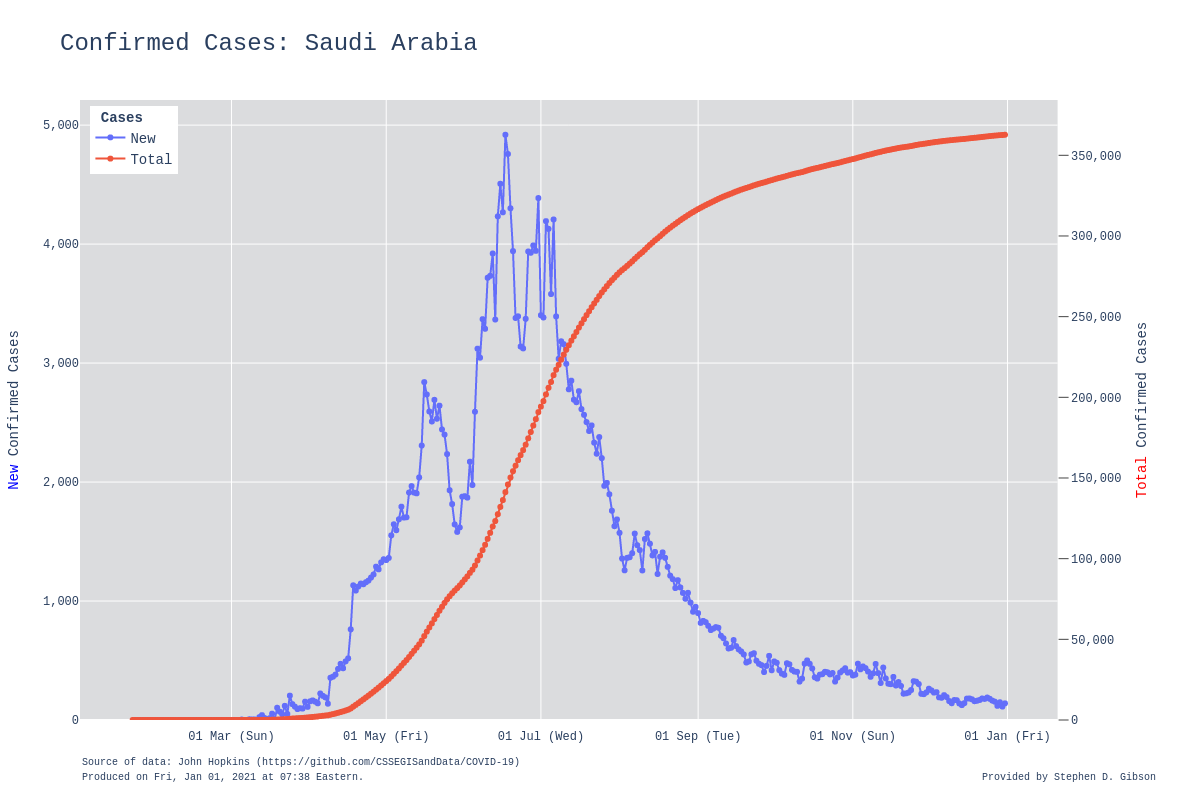 Confirmed Cases: Saudi Arabia
Cases
New
Total
5,000
4,000
3,000
2,000
1,000
0
350,000
300,000
250,000
200,000
150,000
100,000
50,000
0
New Confirmed Cases
Total Confirmed Cases
01 Mar (Sun)
01 May (Fri)
01 Jul (Wed)
01 Sep (Tue)
01 Nov (Sun)
01 Jan (Fri)
Source of data: John Hopkins (https://github.com/CSSEGISandData/COVID-19)
Produced on Fri, Jan 01, 2021 at 07:38 Eastern.
Provided by Stephen D. Gibson